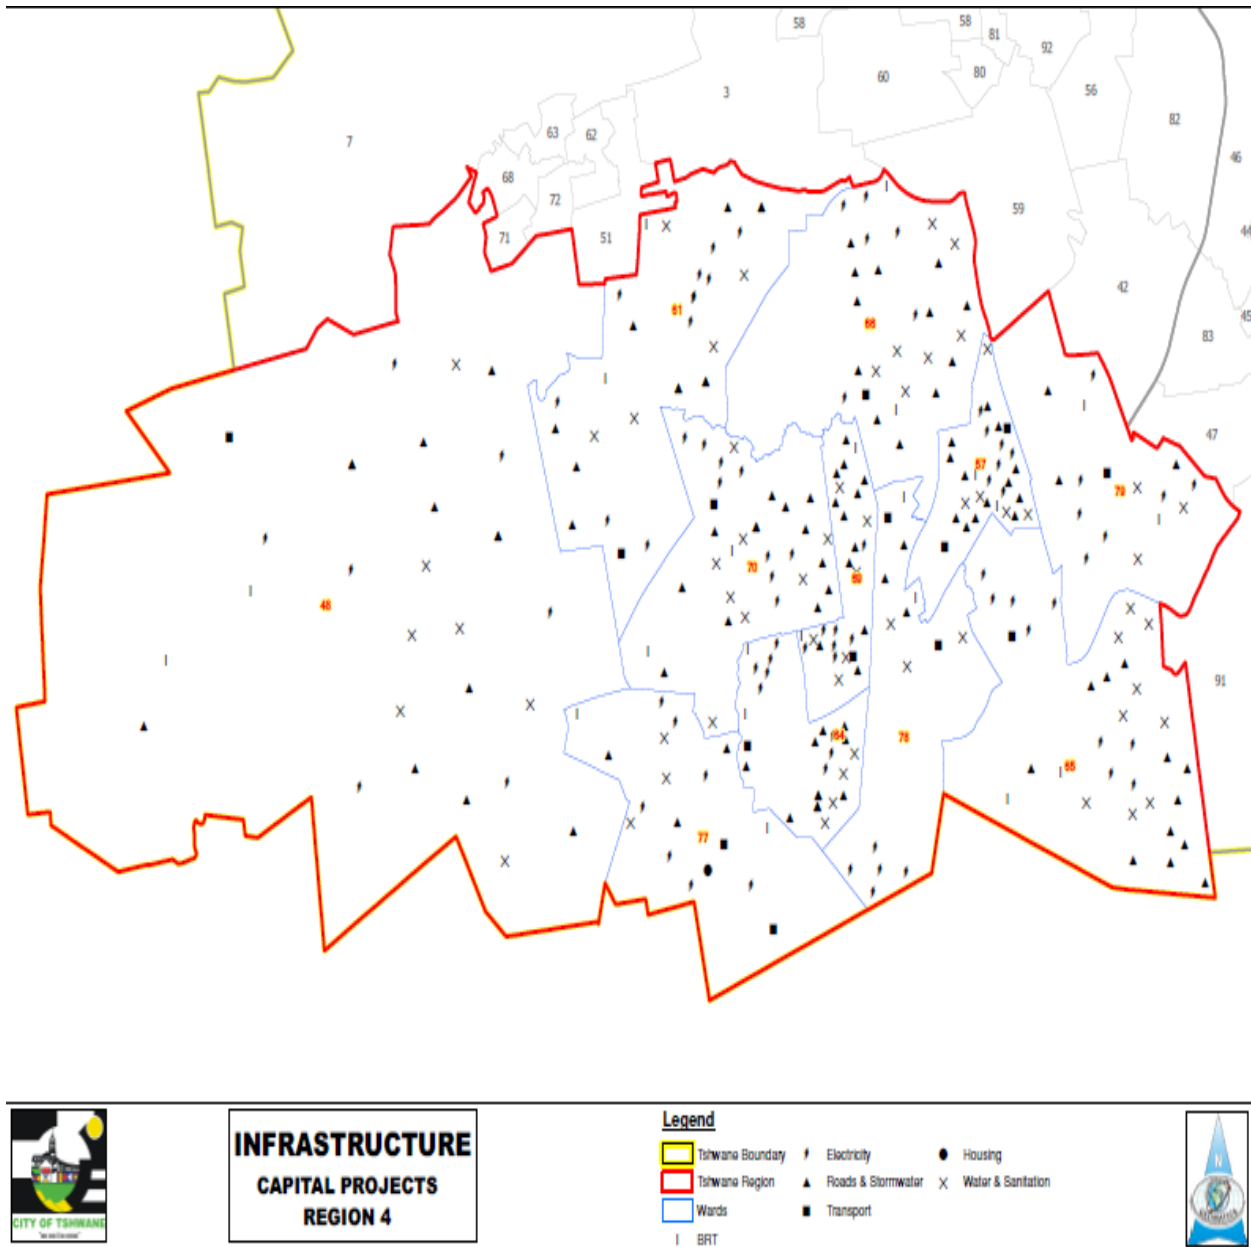 58
58
81
92
60
80
3
56
82
7
63
62
46
68
72
59
71
51
44
42
61
66
45
83
47
57
79
70
69
48
91
64
78
65
77
Legend
Tshwane Boundary
Electricity
Housing
INFRASTRUCTURE
CAPITAL PROJECTS
REGION 4
Tshwane Region
Roads & Stormwater
Water & Sanitation
Wards
Transport
BRT
CITY OF TSHWANE
N